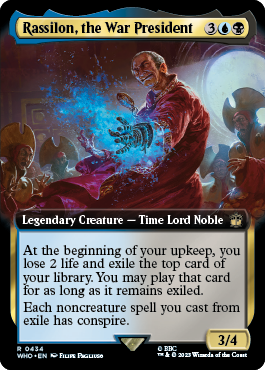 Rassilon, the War President 3
Legendary Creature — Time Lord Noble
At the beginning of your upkeep, you
lose 2 life and exile the top card of
your library. You may play that card
for as long as it remains exiled.
Each noncreature spell you cast from
exile has conspire.
3/4
R 0434
WHO • EN Filipe Pagliuso
© BBC
™ & © 2023 Wizards of the Coast